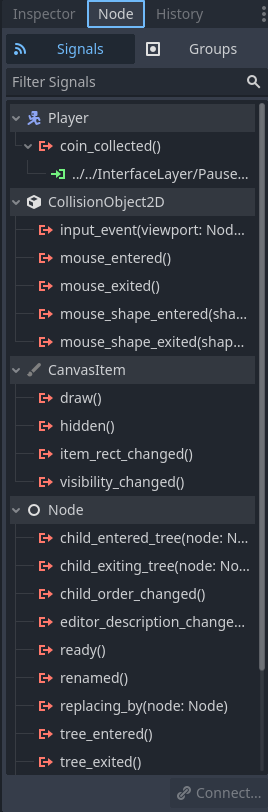 Inspector Node History
Signals Groups
Filter Signals
Player
coin_collected()
../../InterfaceLayer/Pause...
CollisionObject2D
input_event(viewport: Nod...
mouse_entered()
mouse_exited()
mouse_shape_entered(sha...
mouse_shape_exited(shap...
CanvasItem
draw()
hidden()
item_rect_changed()
visibility_changed()
Node
child_entered_tree(node: N...
child_exiting_tree(node: No...
child_order_changed()
editor_description_change...
ready()
renamed()
replacing_by(node: Node)
tree_entered()
tree_exited()
Connect...